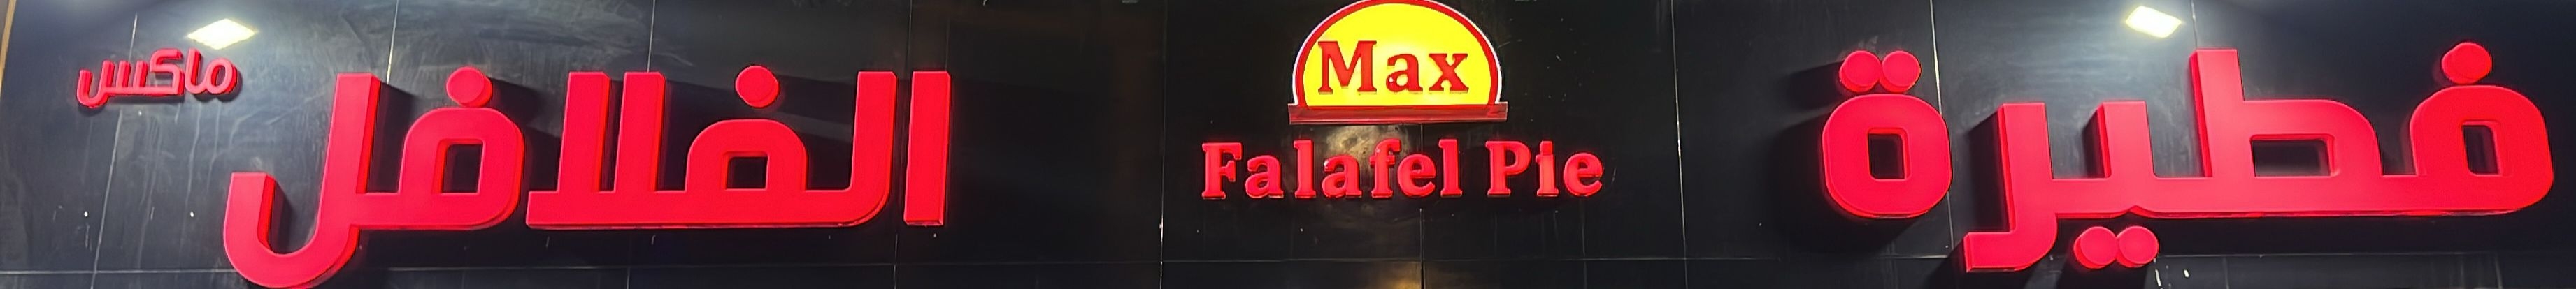 فطيرة الفلافل
ماكس
Max
Falafel Pie